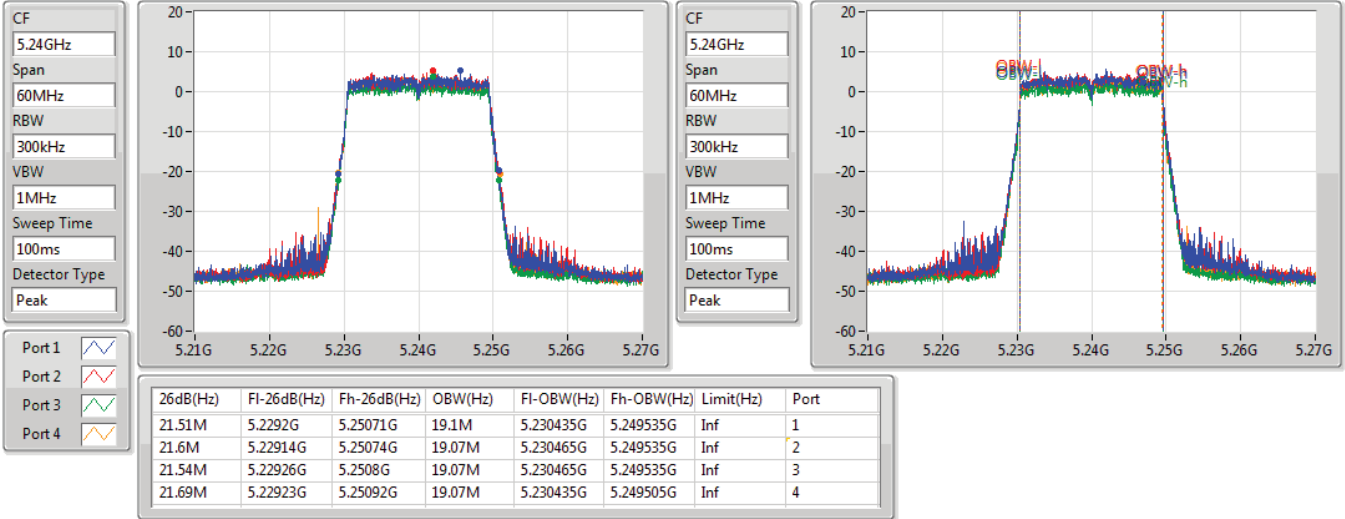 CF
5.24GHz
Span
60MHz
RBW
300kHz
VBW
1MHz
Sweep Time
100ms
Detector Type
Peak
20
10
0
-10
-20
-30
-40
-50
-60
5.21G 5.22G 5.23G 5.24G 5.25G 5.26G 5.27G
CF
5.24GHz
Span
60MHz
RBW
300kHz
VBW
1MHz
Sweep Time
100ms
Detector Type
Peak
20
10
0
-10
-20
-30
-40
-50
-60
OBW-l OBW-h
5.21G 5.22G 5.23G 5.24G 5.25G 5.26G 5.27G
Port 1
Port 2
Port 3
Port 4
26dB(Hz) Fl-26dB(Hz) Fh-26dB(Hz) OBW(Hz) Fl-OBW(Hz) Fh-OBW(Hz) Limit(Hz) Port
21.51M 5.2292G 5.25071G 19.1M 5.230435G 5.249535G Inf 1
21.6M 5.22914G 5.25074G 19.07M 5.230465G 5.249535G Inf 2
21.54M 5.22926G 5.2508G 19.07M 5.230465G 5.249535G Inf 3
21.69M 5.22923G 5.25092G 19.07M 5.230435G 5.249505G Inf 4